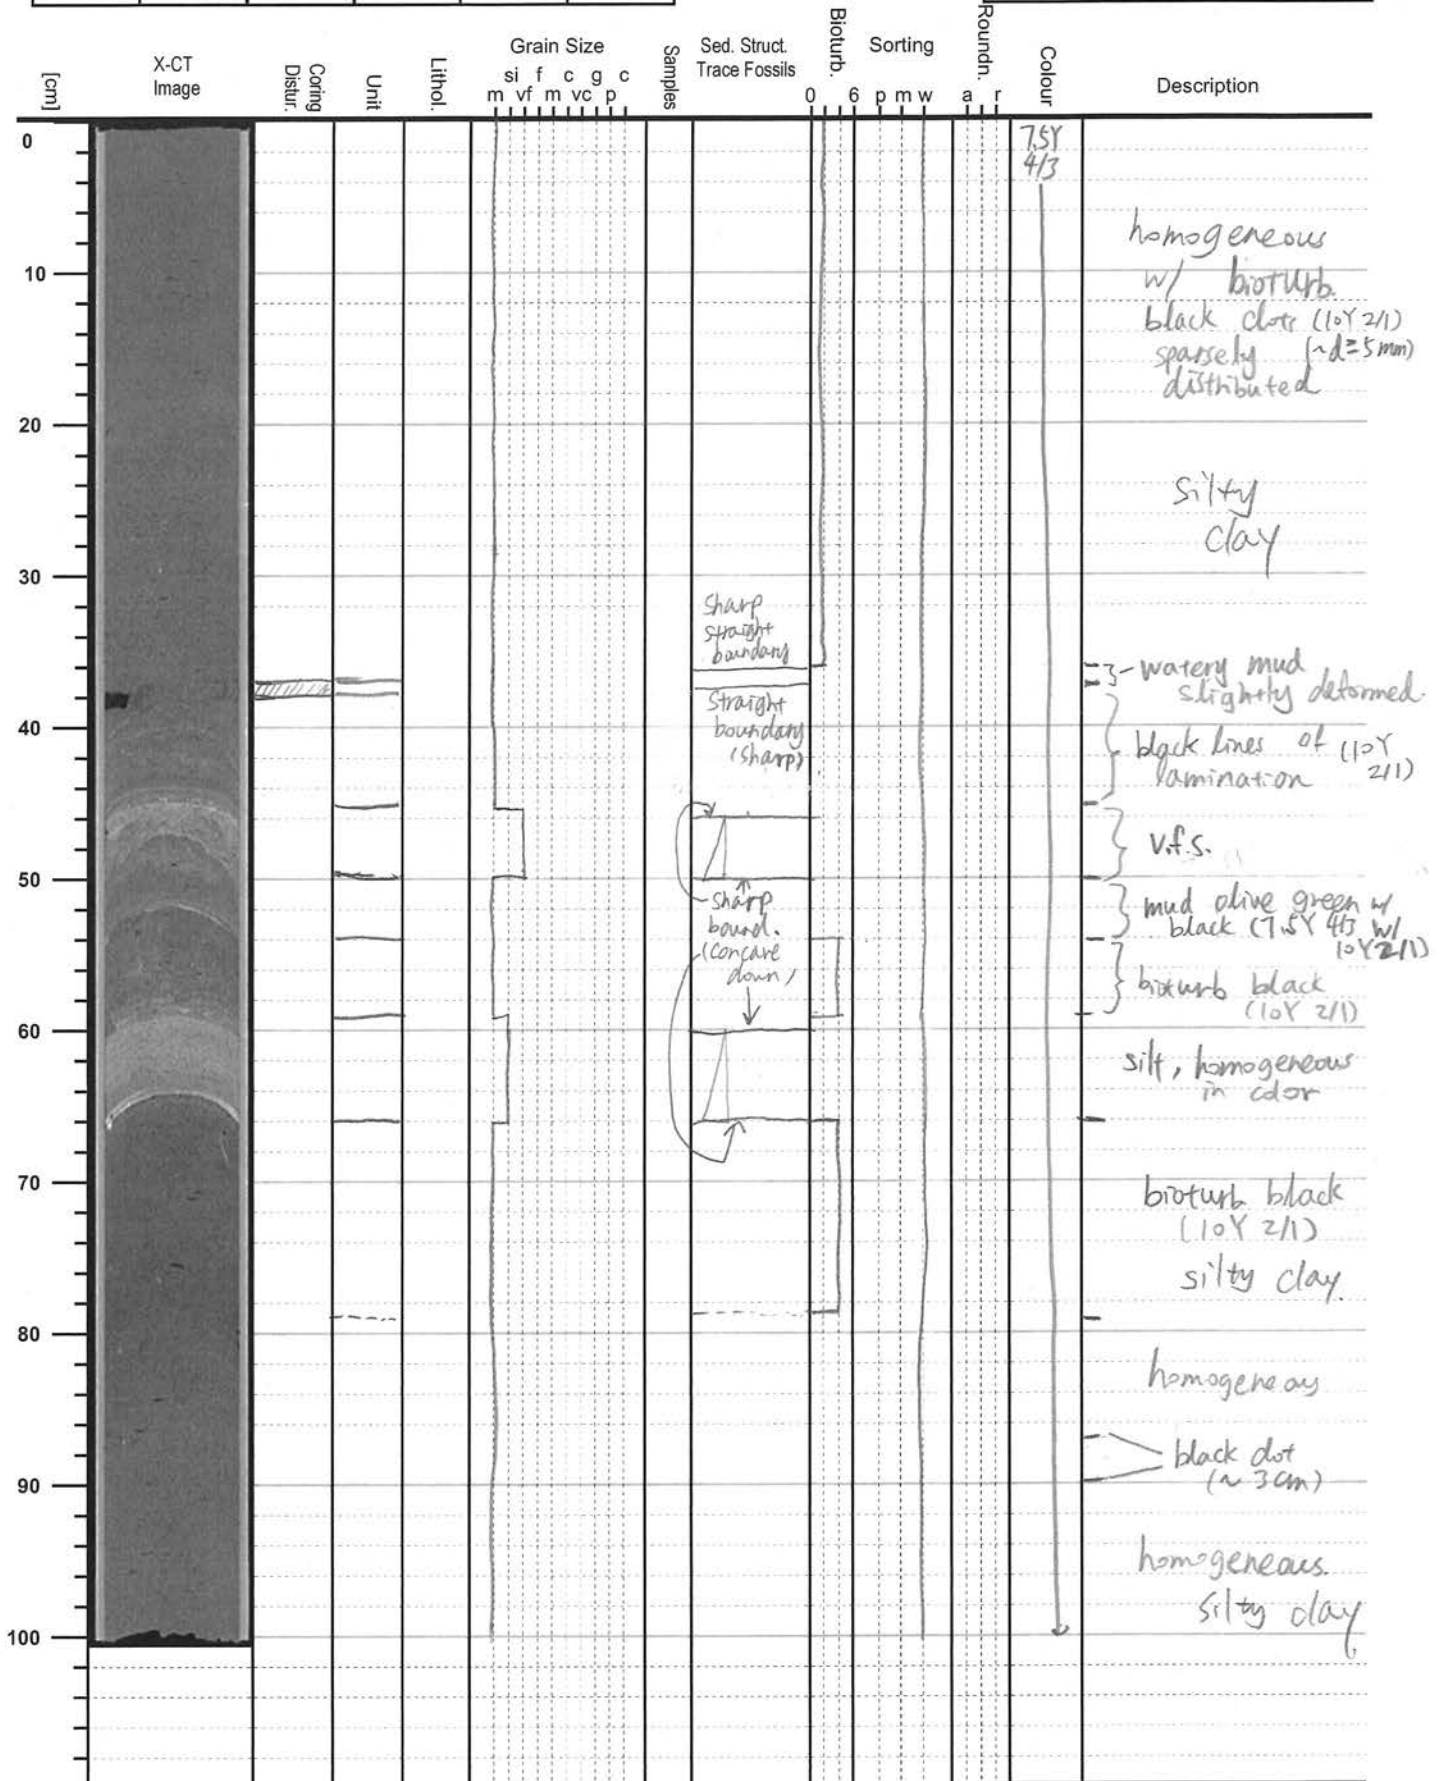 [cm]
X-CT
Image
Coring
Distur.
Unit
Lithol.
Grain Size
si f c g c
m vf m vc p
Samples
Sed. Struct.
Trace Fossils
Bioturb.
0 6
Sorting
p m w
Roundn.
a r
Colour
Description
0
10
20
30
40
50
60
70
80
90
100
Sharp
straight
boundary
Straight
boundary
(sharp)
sharp
bound.
(concave
down)
7.5Y
4/3
homogeneous
w/ bioturb.
black dots (10Y 2/1)
sparsely (~d=5mm)
distributed
silty
clay
watery mud
slightly deformed.
black lines of (10Y
lamination 2/1)
v.f.s.
mud olive green w/
black (7.5Y 4/3 w/
10Y 2/1)
bioturb black
(10Y 2/1)
silt, homogeneous
in color
bioturb black
(10Y 2/1)
silty clay
homogeneous
black dot
(~3cm)
homogeneous.
silty clay